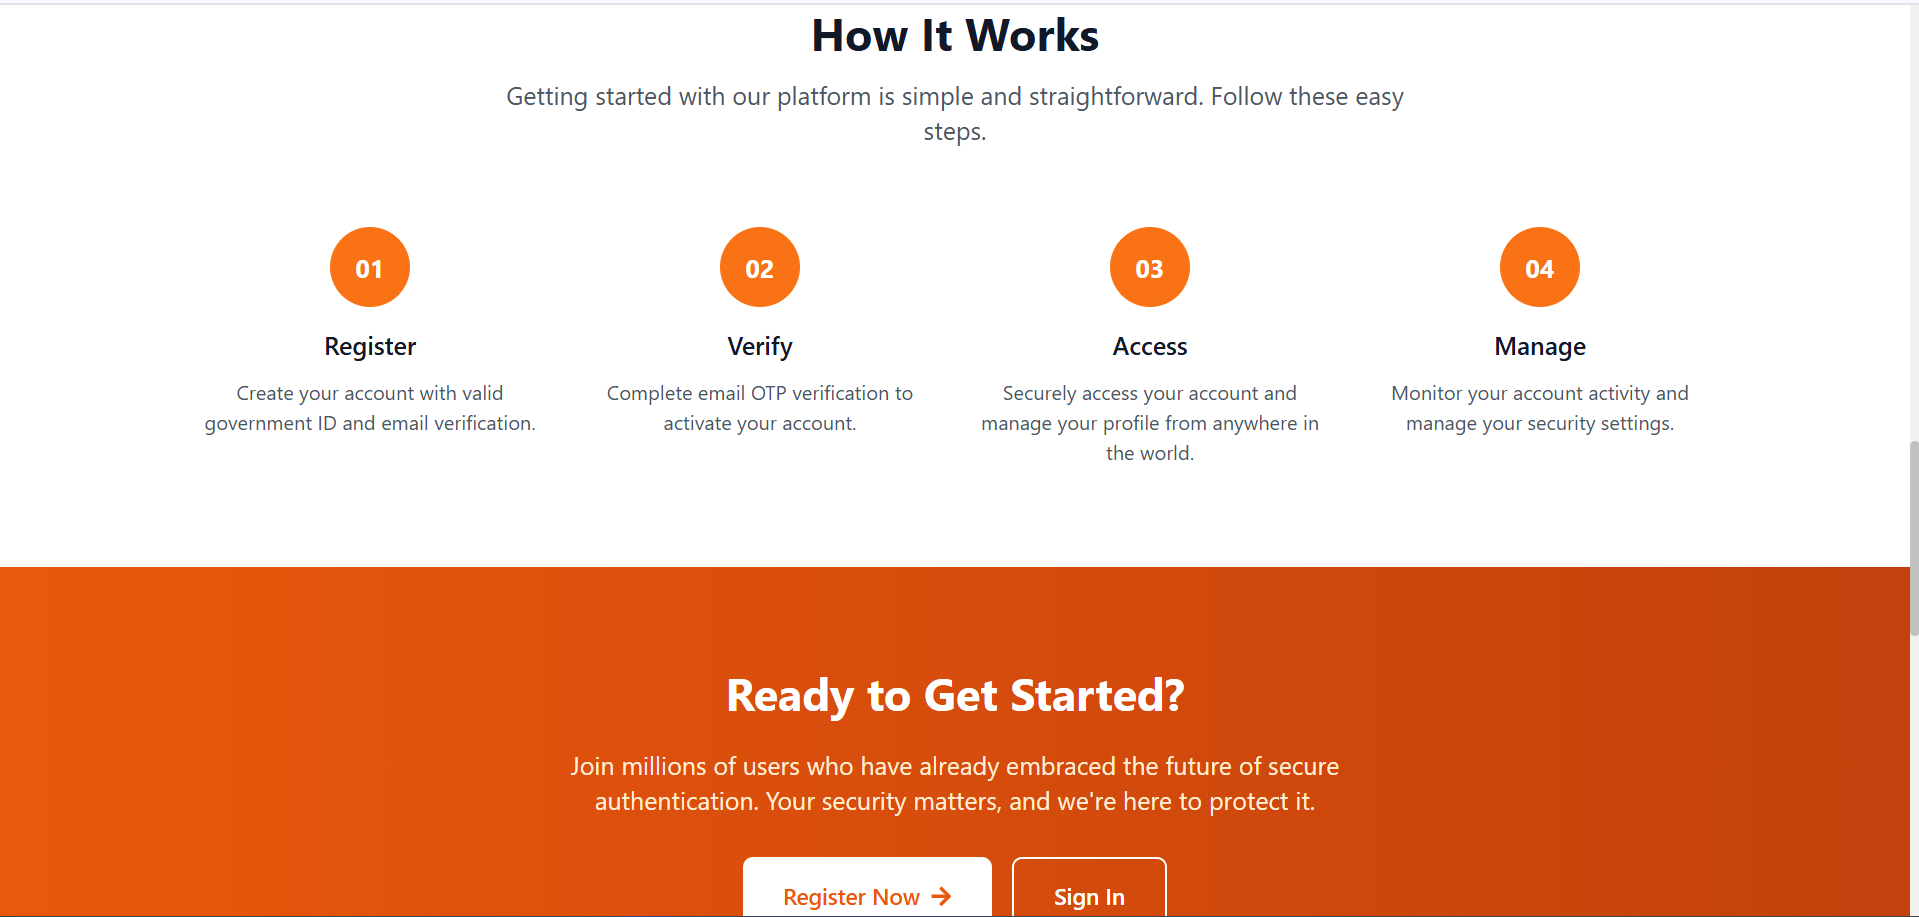 How It Works
Getting started with our platform is simple and straightforward. Follow these easy
steps.
01
Register
Create your account with valid
government ID and email verification.
02
Verify
Complete email OTP verification to
activate your account.
03
Access
Securely access your account and
manage your profile from anywhere in
the world.
04
Manage
Monitor your account activity and
manage your security settings.
Ready to Get Started?
Join millions of users who have already embraced the future of secure
authentication. Your security matters, and we're here to protect it.
Register Now →
Sign In